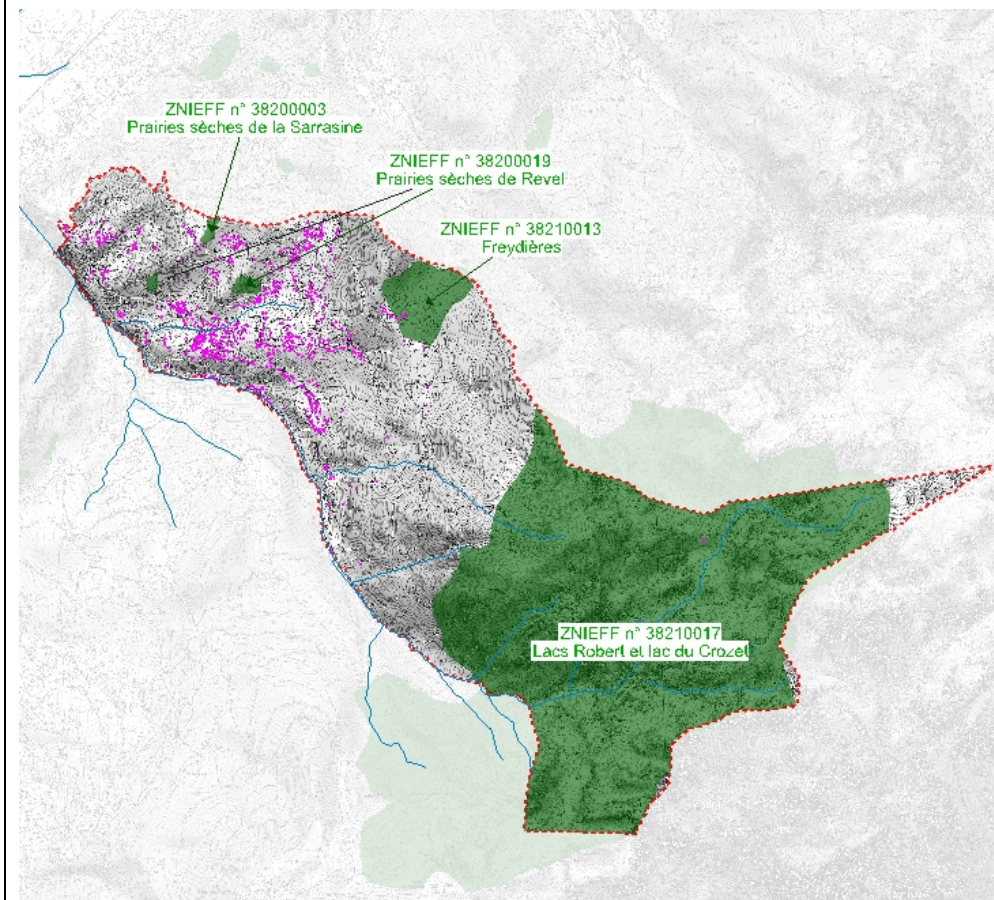 ZNIEFF n° 38200003
Prairies sèches de la Sarrasine
ZNIEFF n° 38200019
Prairies sèches de Revel
ZNIEFF n° 38210013
Freydières
ZNIEFF n° 38210017
Lacs Robert et lac du Crozet